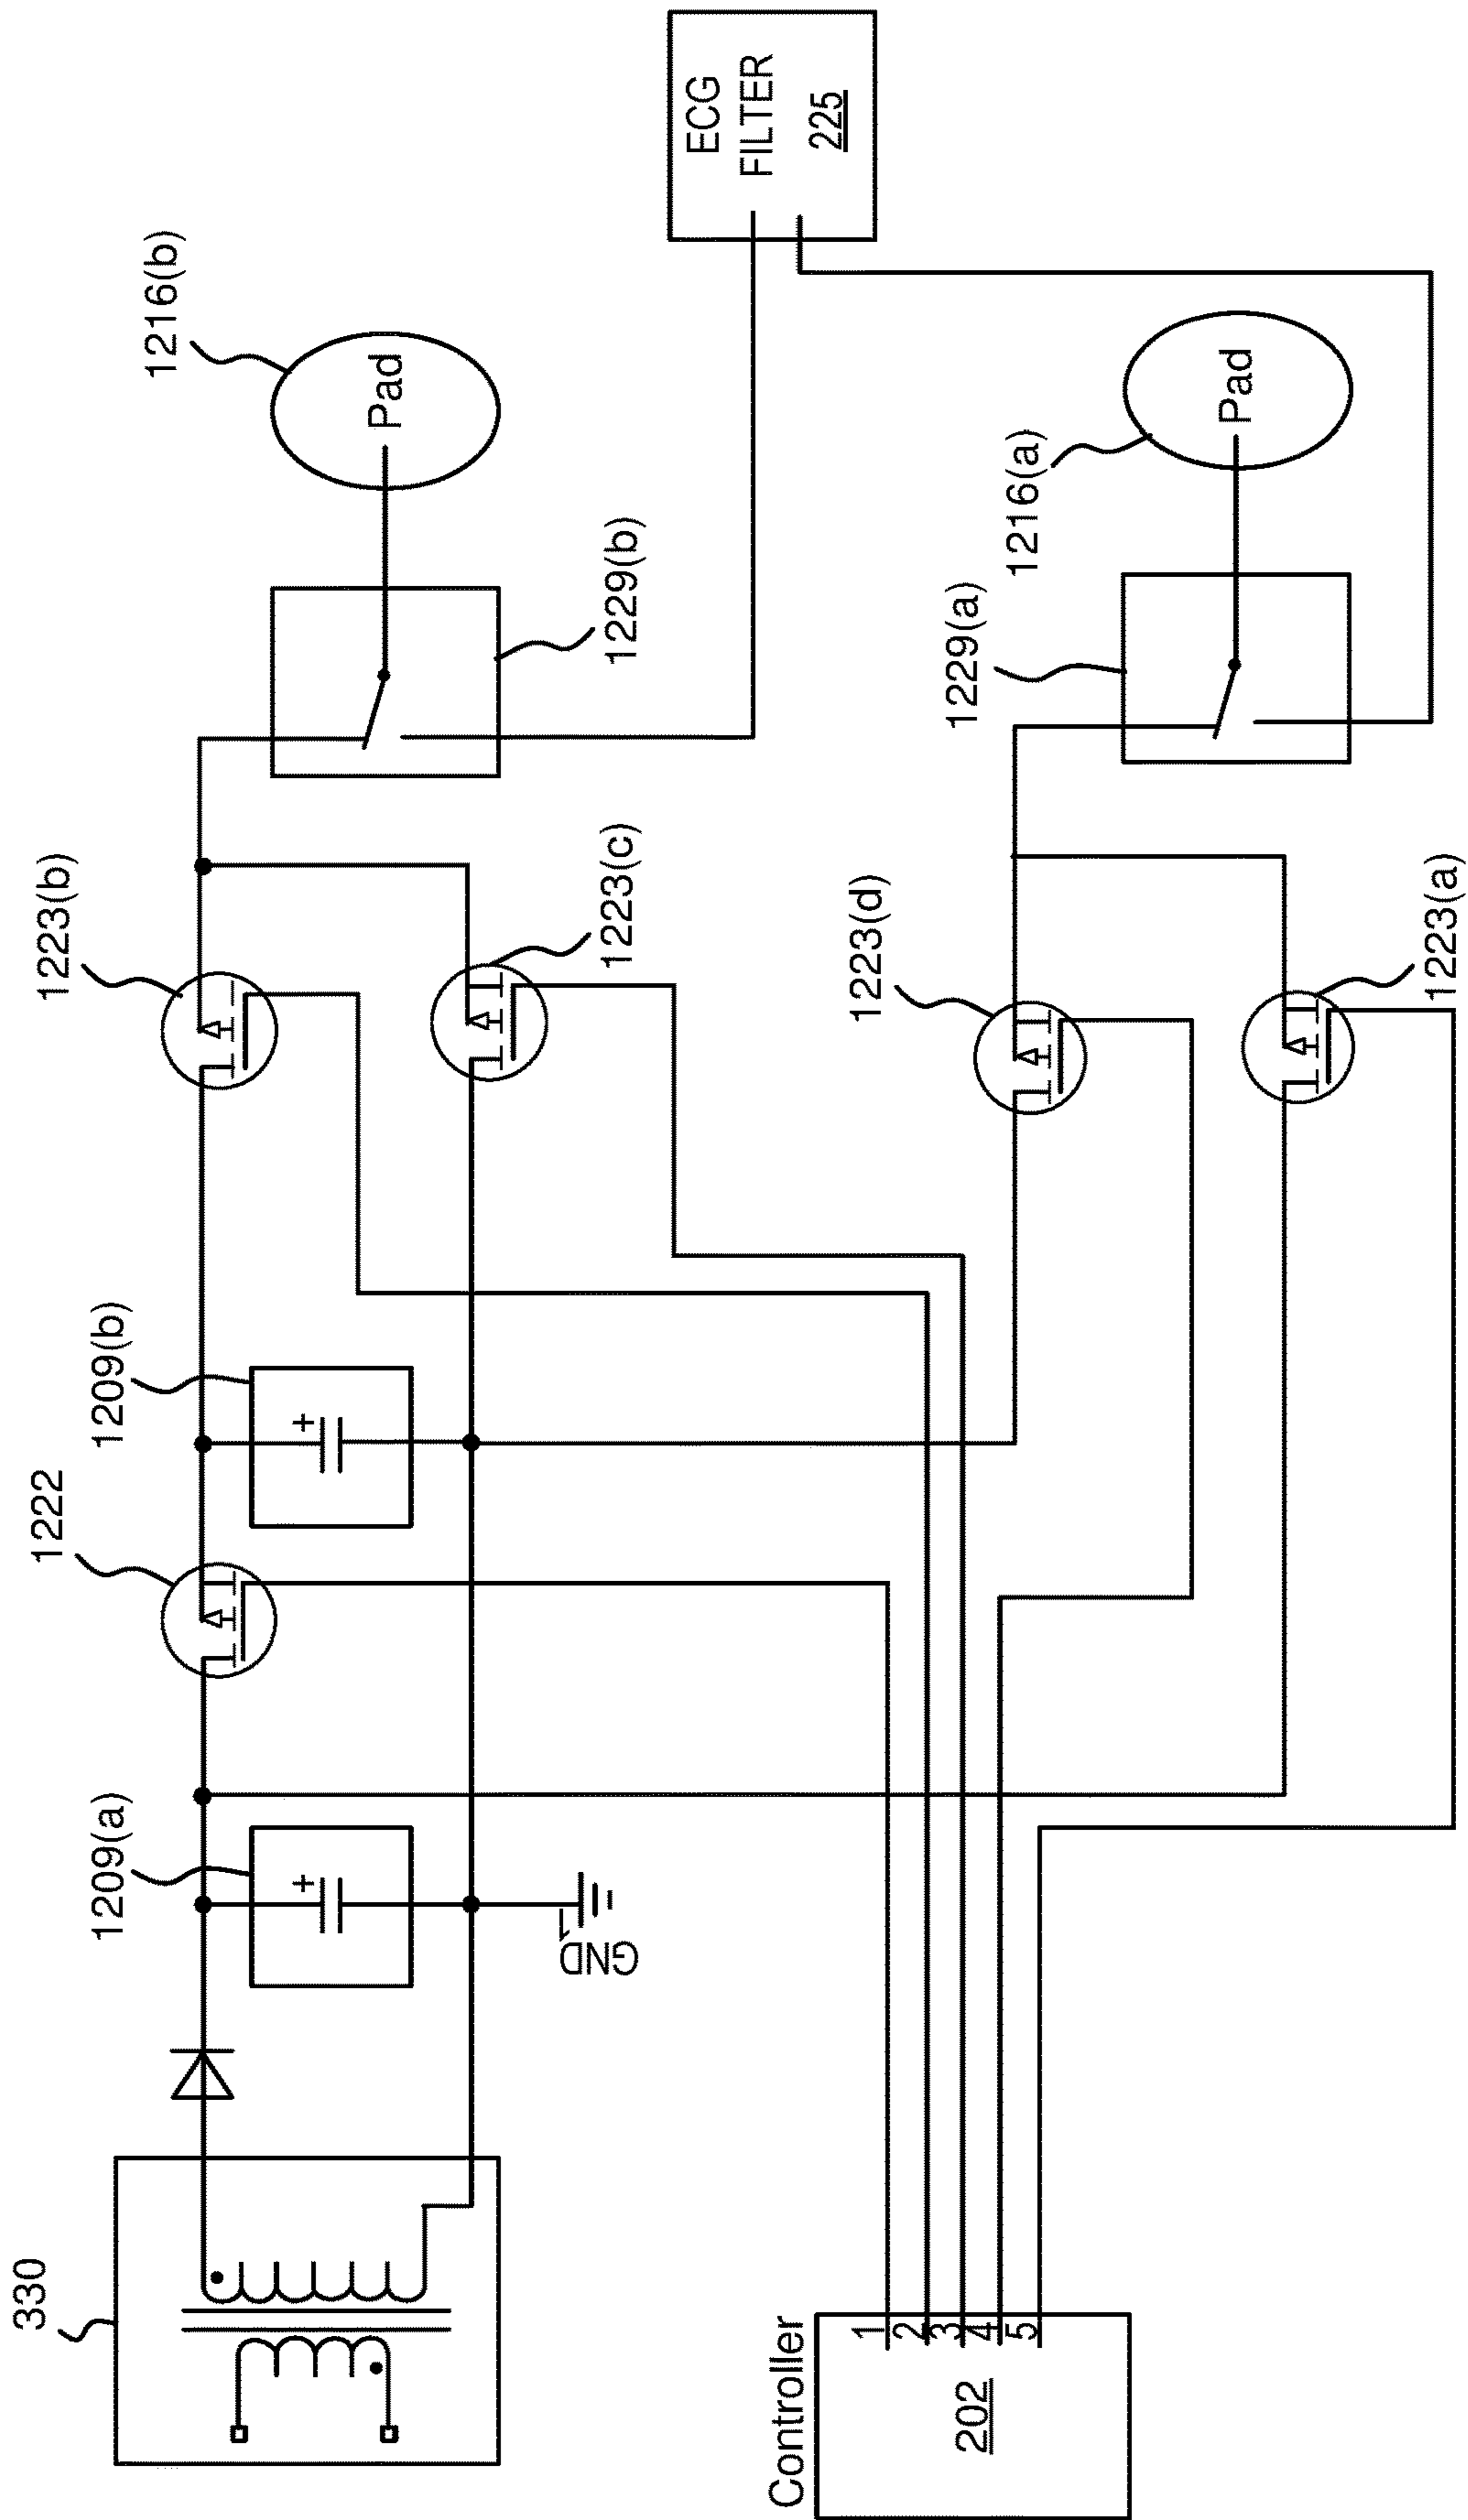 330
1209(a)
1222
1209(b)
1223(b)
1216(b)
+
+
Pad
1229(b)
1223(c)
GND
1
ECG
FILTER
225
Controller
202
1
2
3
4
5
1223(d)
1229(a)
1216(a)
Pad
1223(a)